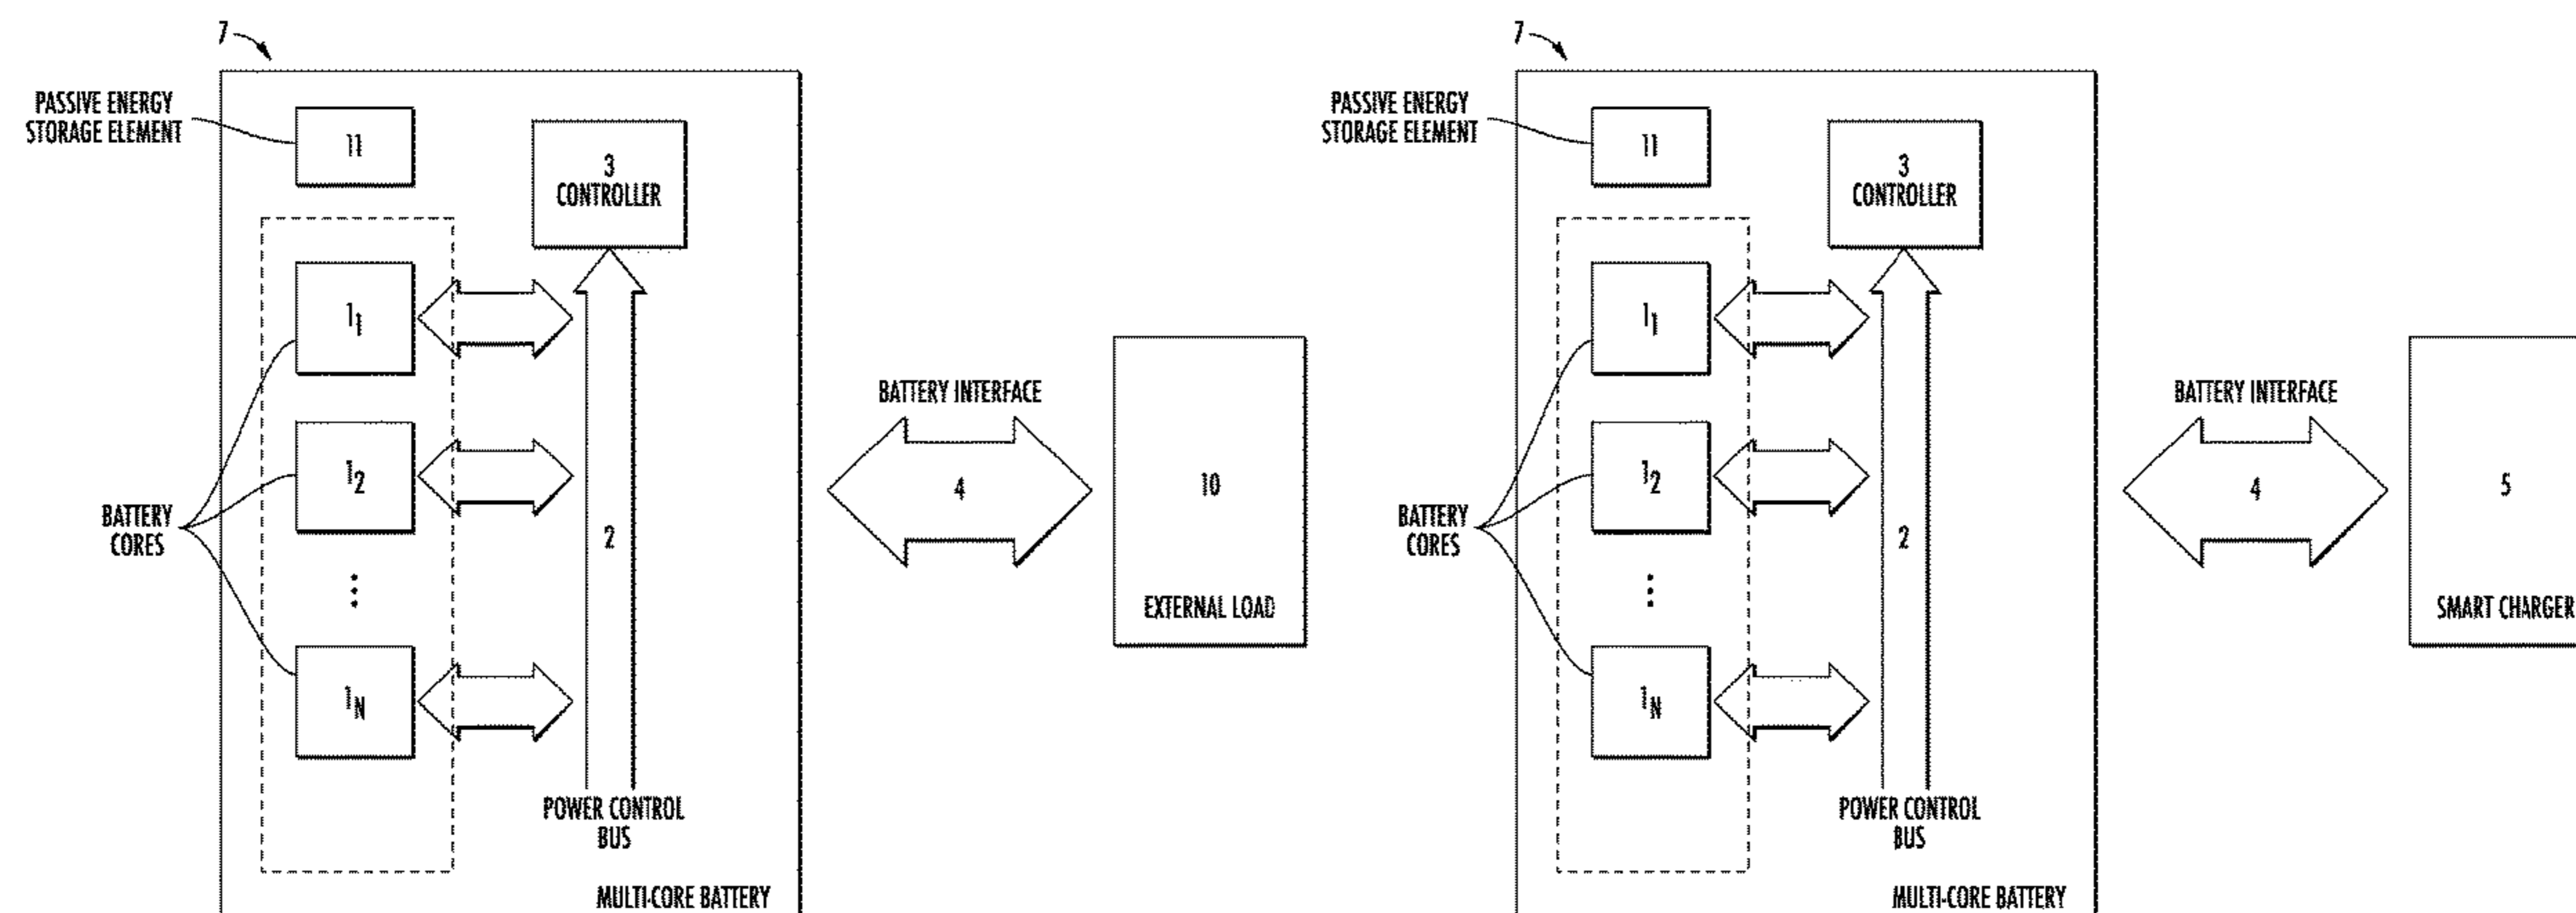 7
PASSIVE ENERGY
STORAGE ELEMENT
11
3
CONTROLLER
1₁
BATTERY INTERFACE
1₂
4
10
BATTERY
CORES
2
...
EXTERNAL LOAD
1N
POWER CONTROL
BUS
MULTI-CORE BATTERY
7
PASSIVE ENERGY
STORAGE ELEMENT
11
3
CONTROLLER
1₁
BATTERY INTERFACE
1₂
4
5
BATTERY
CORES
2
...
SMART CHARGER
1N
POWER CONTROL
BUS
MULTI-CORE BATTERY